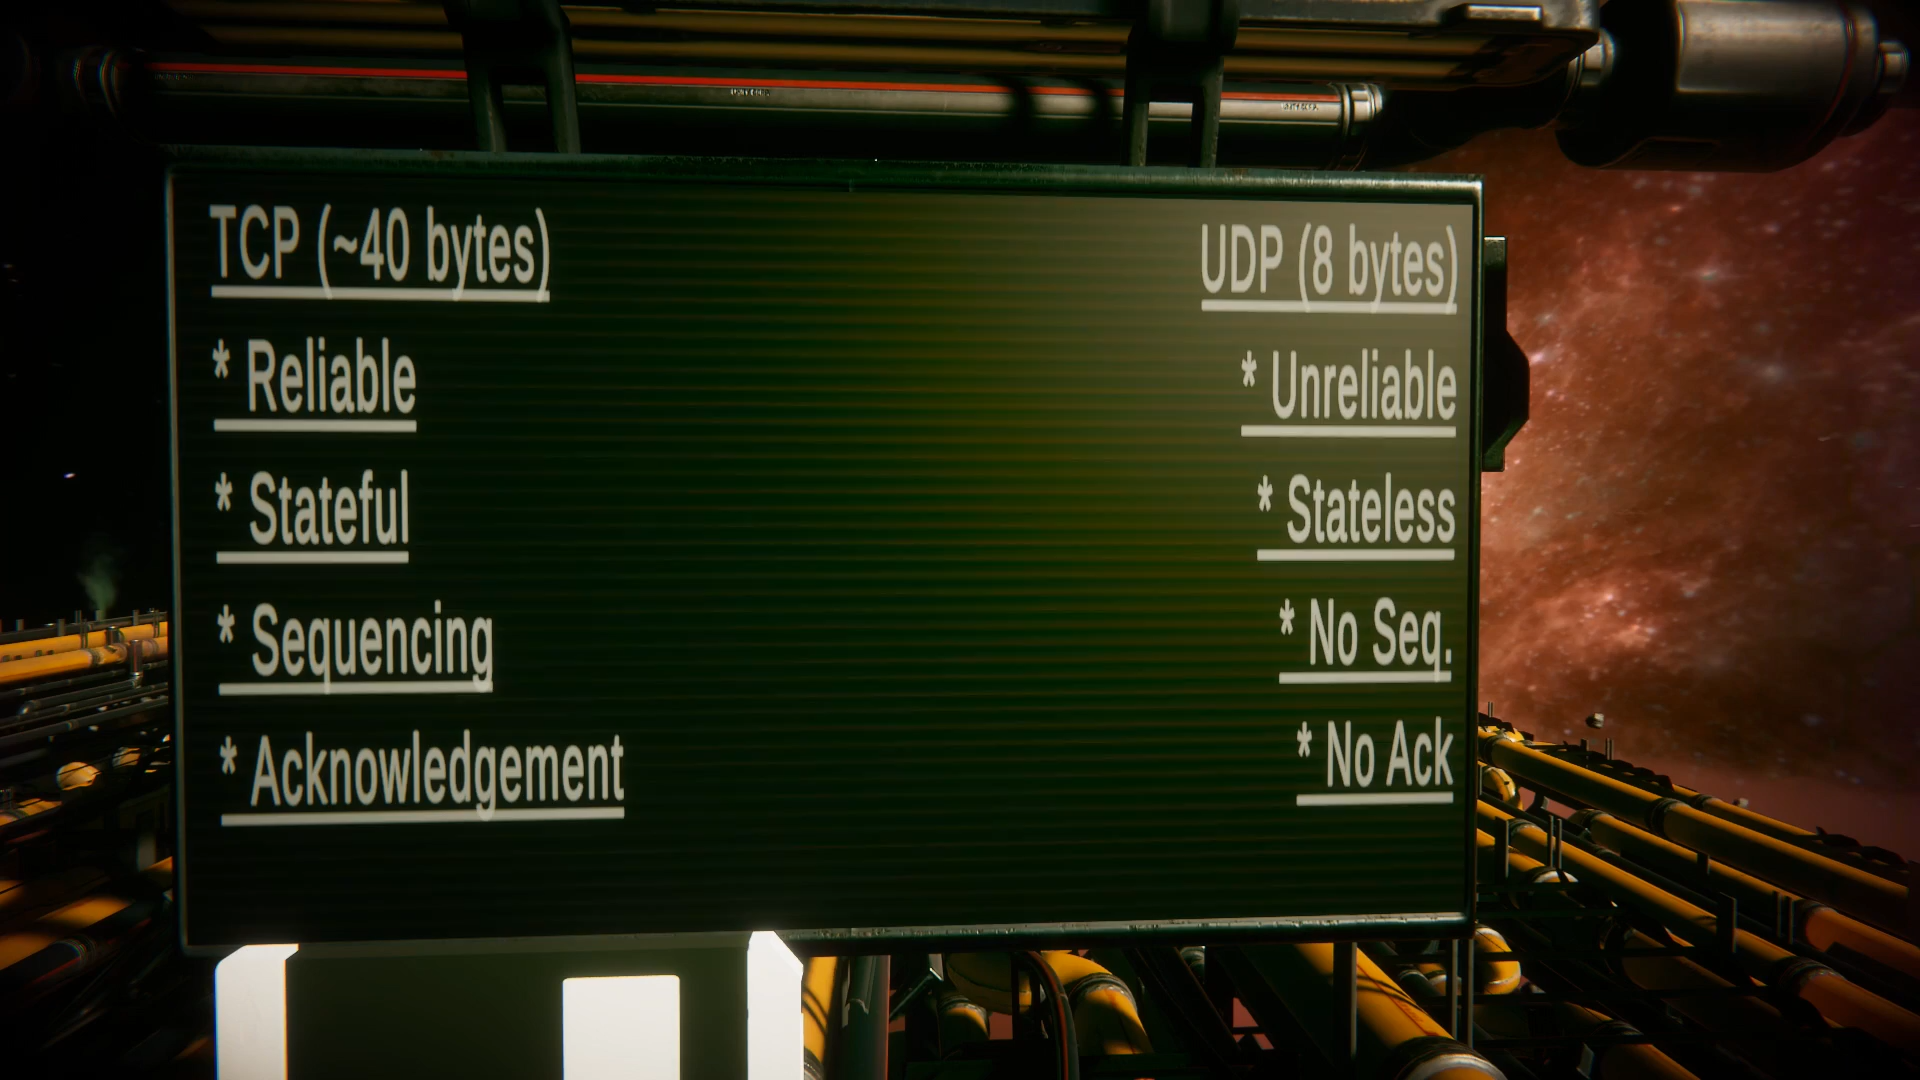 TCP (~40 bytes)
* Reliable
* Stateful
* Sequencing
* Acknowledgement
UDP (8 bytes)
* Unreliable
* Stateless
* No Seq.
* No Ack